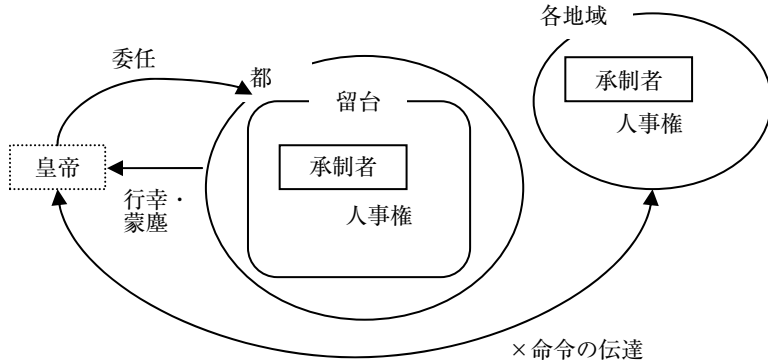 各地域
委任
都
承制者
留台
人事権
皇帝
承制者
行幸・
蒙塵
人事権
×命令の伝達